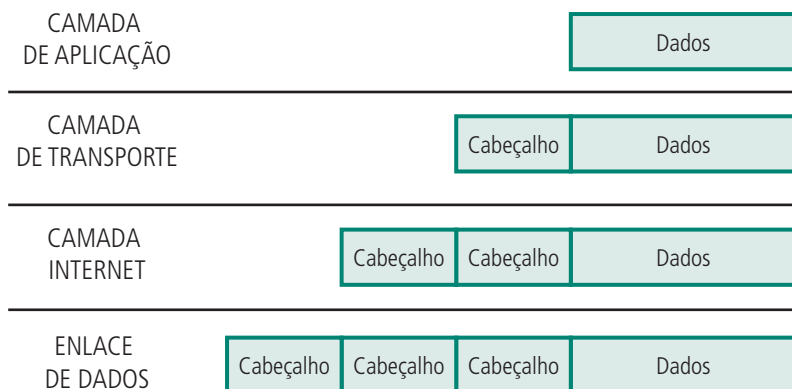 CAMADA
DE APLICAÇÃO
Dados
CAMADA
DE TRANSPORTE
Cabeçalho Dados
CAMADA
INTERNET
Cabeçalho Cabeçalho Dados
ENLACE
DE DADOS
Cabeçalho Cabeçalho Cabeçalho Dados